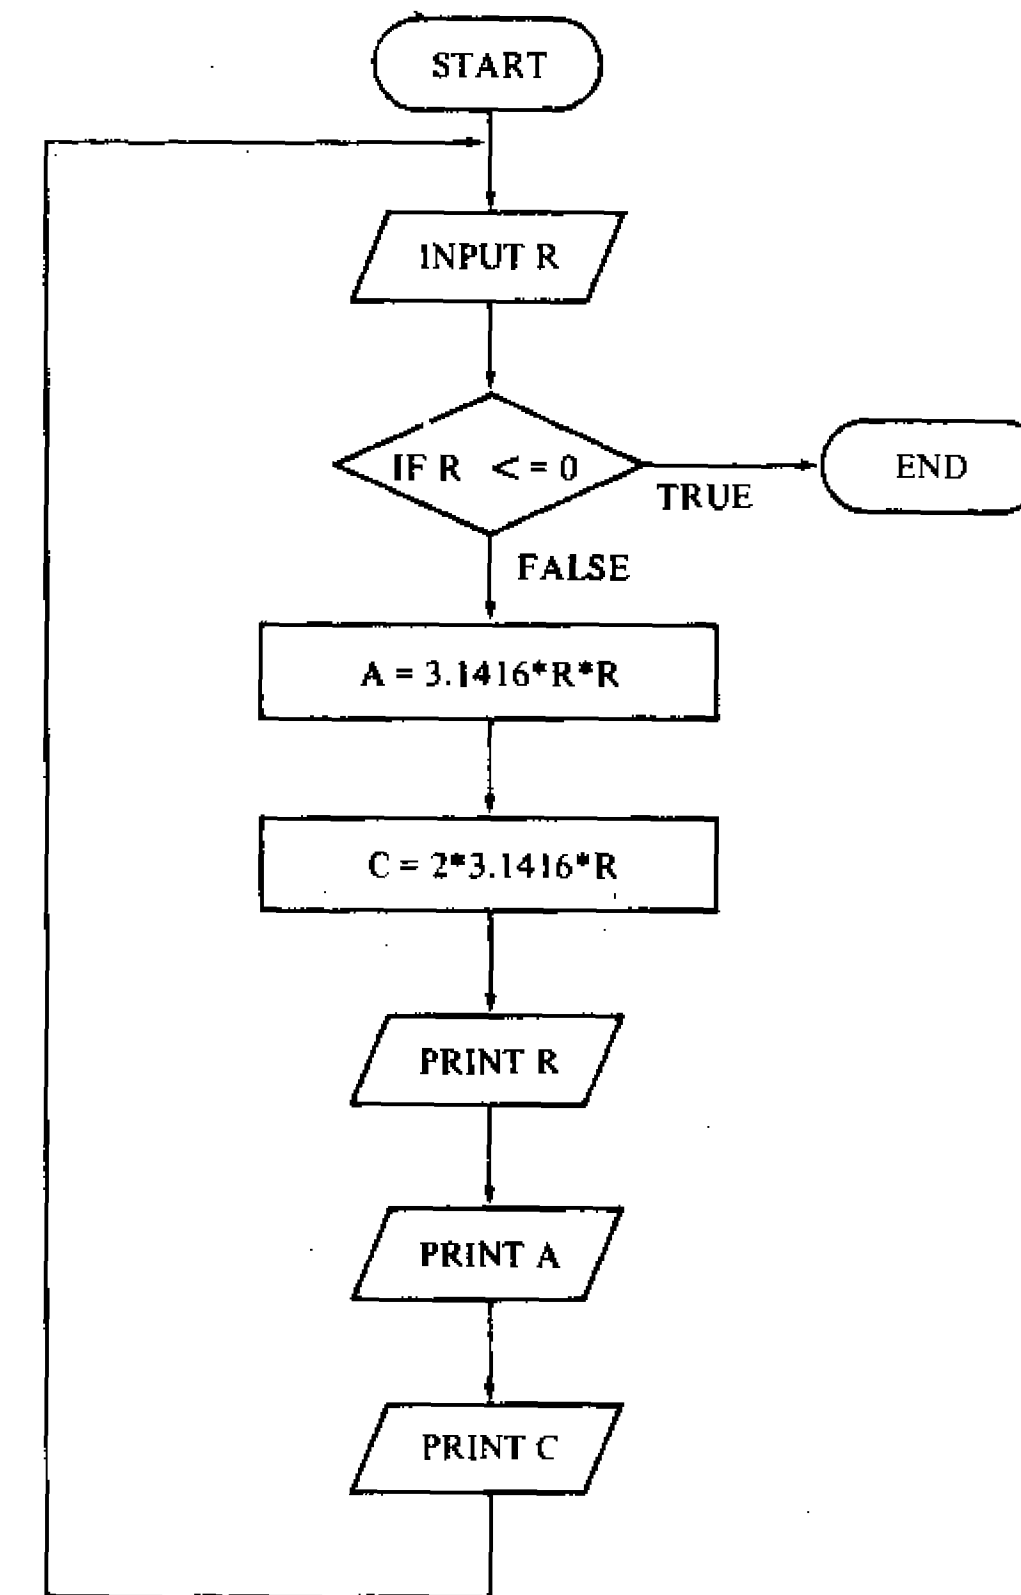 START
INPUT R
IF R <= 0
TRUE
END
FALSE
A = 3.1416*R*R
C = 2*3.1416*R
PRINT R
PRINT A
PRINT C